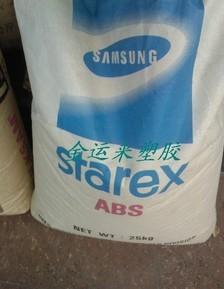 SAMSUNG
金运来塑胶
starex
ABS
NET WT · 25kg